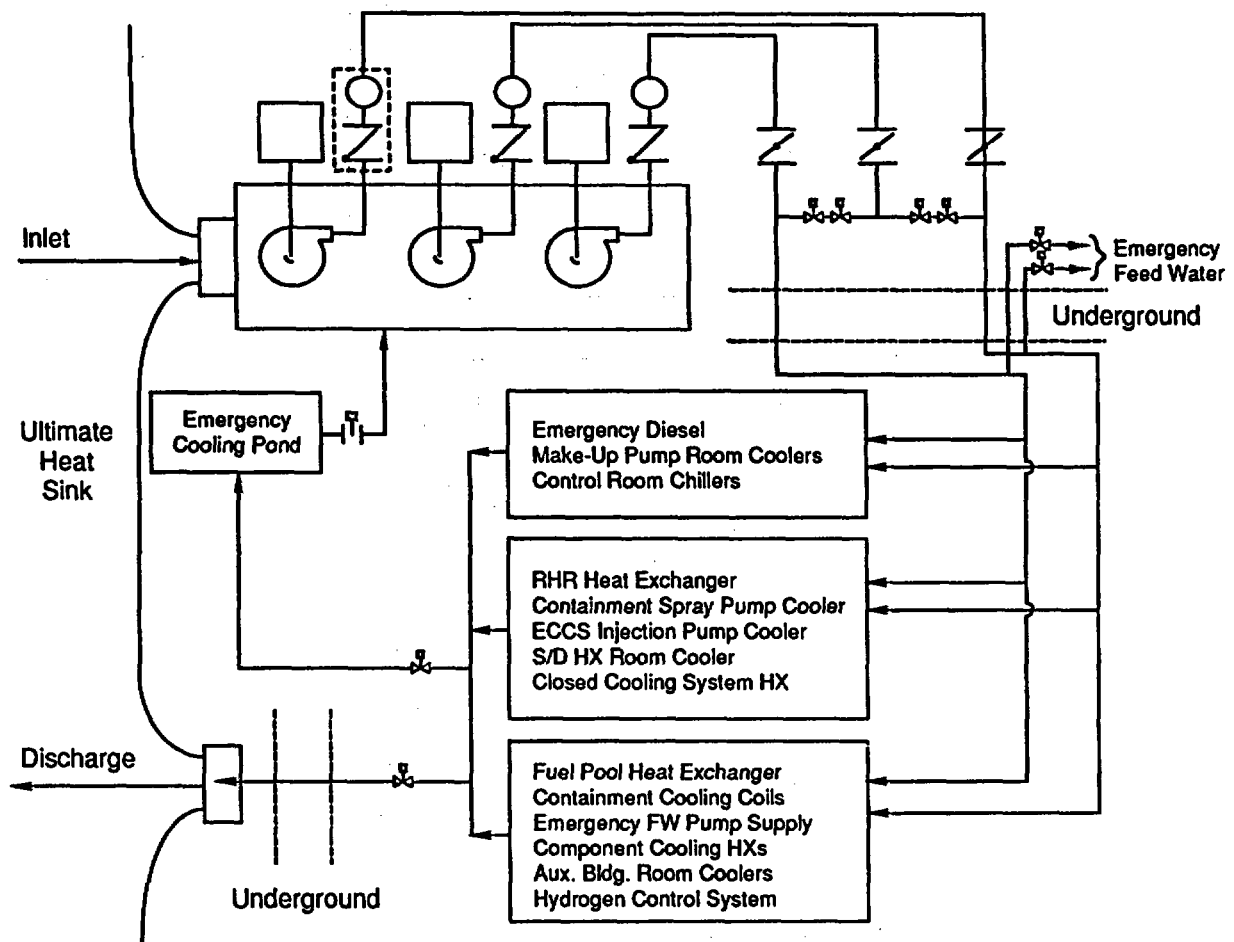 Inlet
Emergency
Feed Water
Underground
Ultimate
Heat
Sink
Emergency
Cooling Pond
Emergency Diesel
Make-Up Pump Room Coolers
Control Room Chillers
RHR Heat Exchanger
Containment Spray Pump Cooler
ECCS Injection Pump Cooler
S/D HX Room Cooler
Closed Cooling System HX
Discharge
Fuel Pool Heat Exchanger
Containment Cooling Coils
Emergency FW Pump Supply
Component Cooling HXs
Aux. Bldg. Room Coolers
Hydrogen Control System
Underground